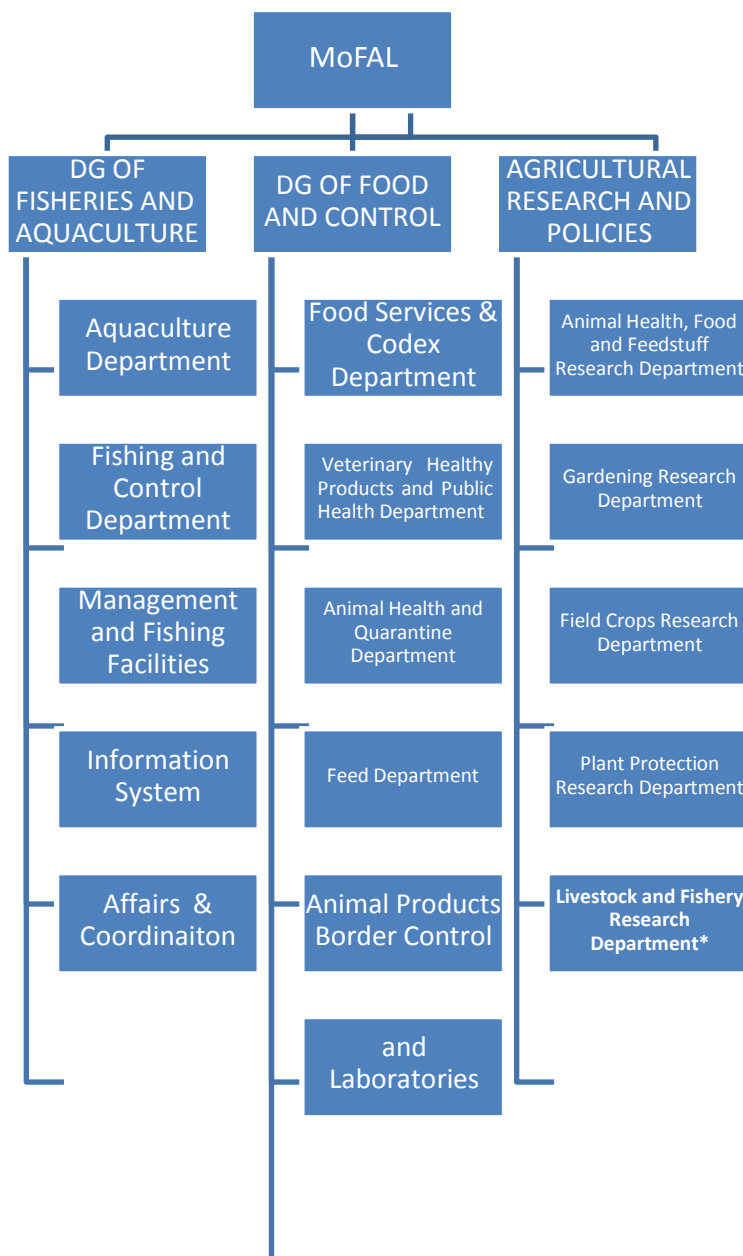 MoFAL
DG OF
FISHERIES AND
AQUACULTURE
DG OF FOOD
AND CONTROL
AGRICULTURAL
RESEARCH AND
POLICIES
Aquaculture
Department
Fishing and
Control
Department
Management
and Fishing
Facilities
Information
System
Affairs &
Coordinaiton
Food Services &
Codex
Department
Veterinary Healthy
Products and Public
Health Department
Animal Health and
Quarantine
Department
Feed Department
Animal Products
Border Control
and
Laboratories
Animal Health, Food
and Feedstuff
Research Department
Gardening Research
Department
Field Crops Research
Department
Plant Protection
Research Department
Livestock and Fishery
Research
Department*